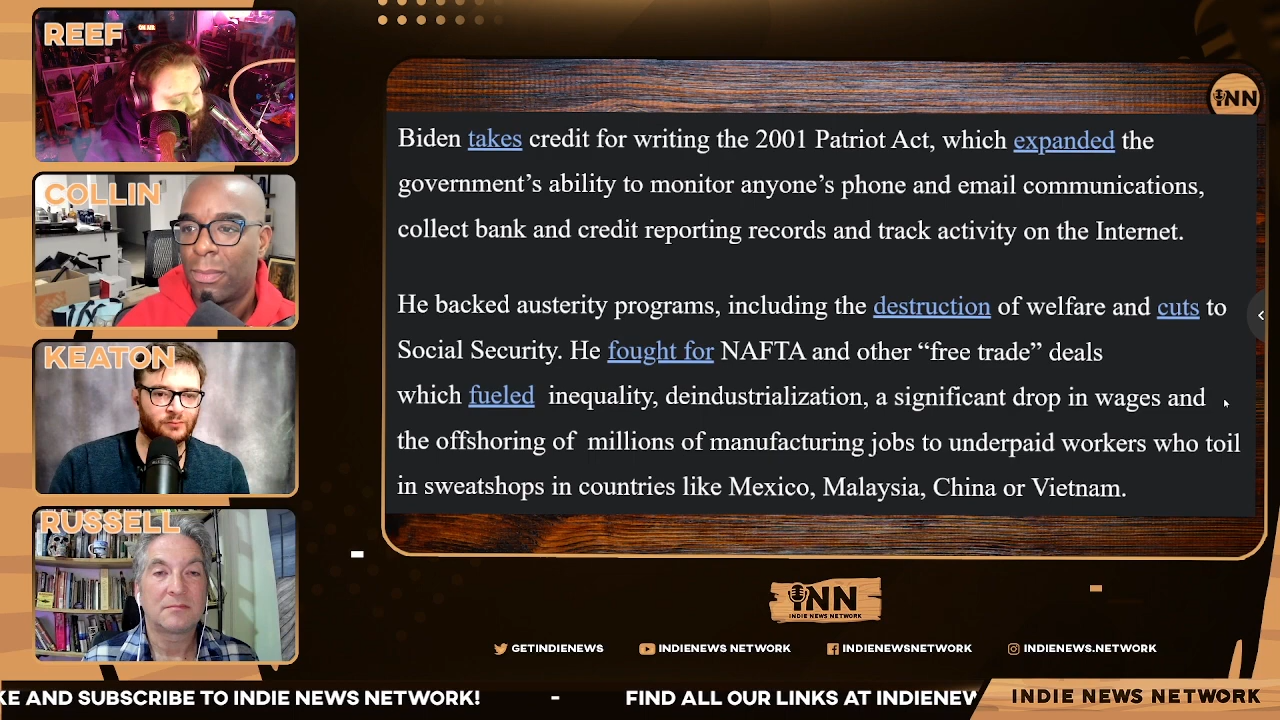 REEF
ON AIR
COLLIN
KEATON
RUSSELL
INN
Biden takes credit for writing the 2001 Patriot Act, which expanded the
government’s ability to monitor anyone’s phone and email communications,
collect bank and credit reporting records and track activity on the Internet.
He backed austerity programs, including the destruction of welfare and cuts to
Social Security. He fought for NAFTA and other “free trade” deals
which fueled inequality, deindustrialization, a significant drop in wages and
the offshoring of millions of manufacturing jobs to underpaid workers who toil
in sweatshops in countries like Mexico, Malaysia, China or Vietnam.
INN
INDIE NEWS NETWORK
GETINDIENEWS INDIENEWS NETWORK INDIENEWSNETWORK INDIENEWS.NETWORK
KE AND SUBSCRIBE TO INDIE NEWS NETWORK! - FIND ALL OUR LINKS AT INDIENEW
INDIE NEWS NETWORK